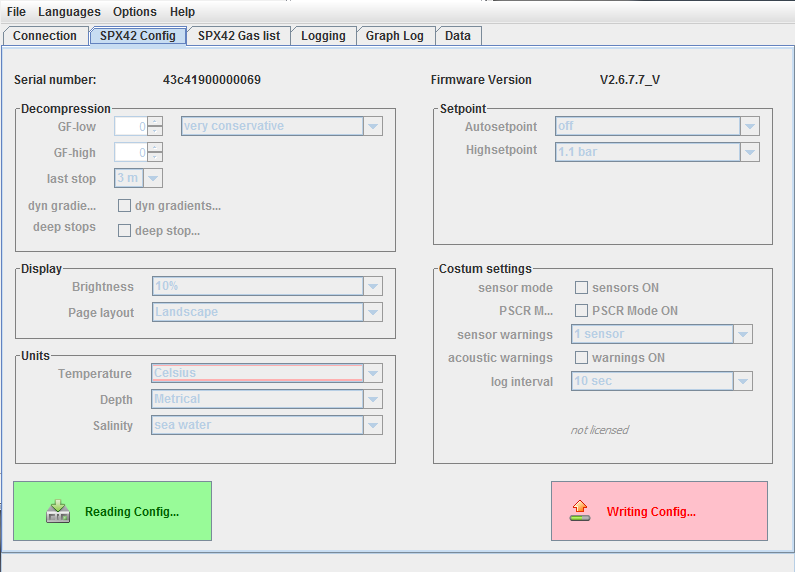 File Languages Options Help
Connection SPX42 Config SPX42 Gas list Logging Graph Log Data
Serial number: 43c41900000069 Firmware Version V2.6.7.7_V
Decompression
GF-low 0 very conservative
GF-high 0
last stop 3 m
dyn gradie... dyn gradients...
deep stops deep stop...
Setpoint
Autosetpoint off
Highsetpoint 1.1 bar
Display
Brightness 10%
Page layout Landscape
Units
Temperature Celsius
Depth Metrical
Salinity sea water
Costum settings
sensor mode sensors ON
PSCR M... PSCR Mode ON
sensor warnings 1 sensor
acoustic warnings warnings ON
log interval 10 sec
not licensed
Reading Config... Writing Config...